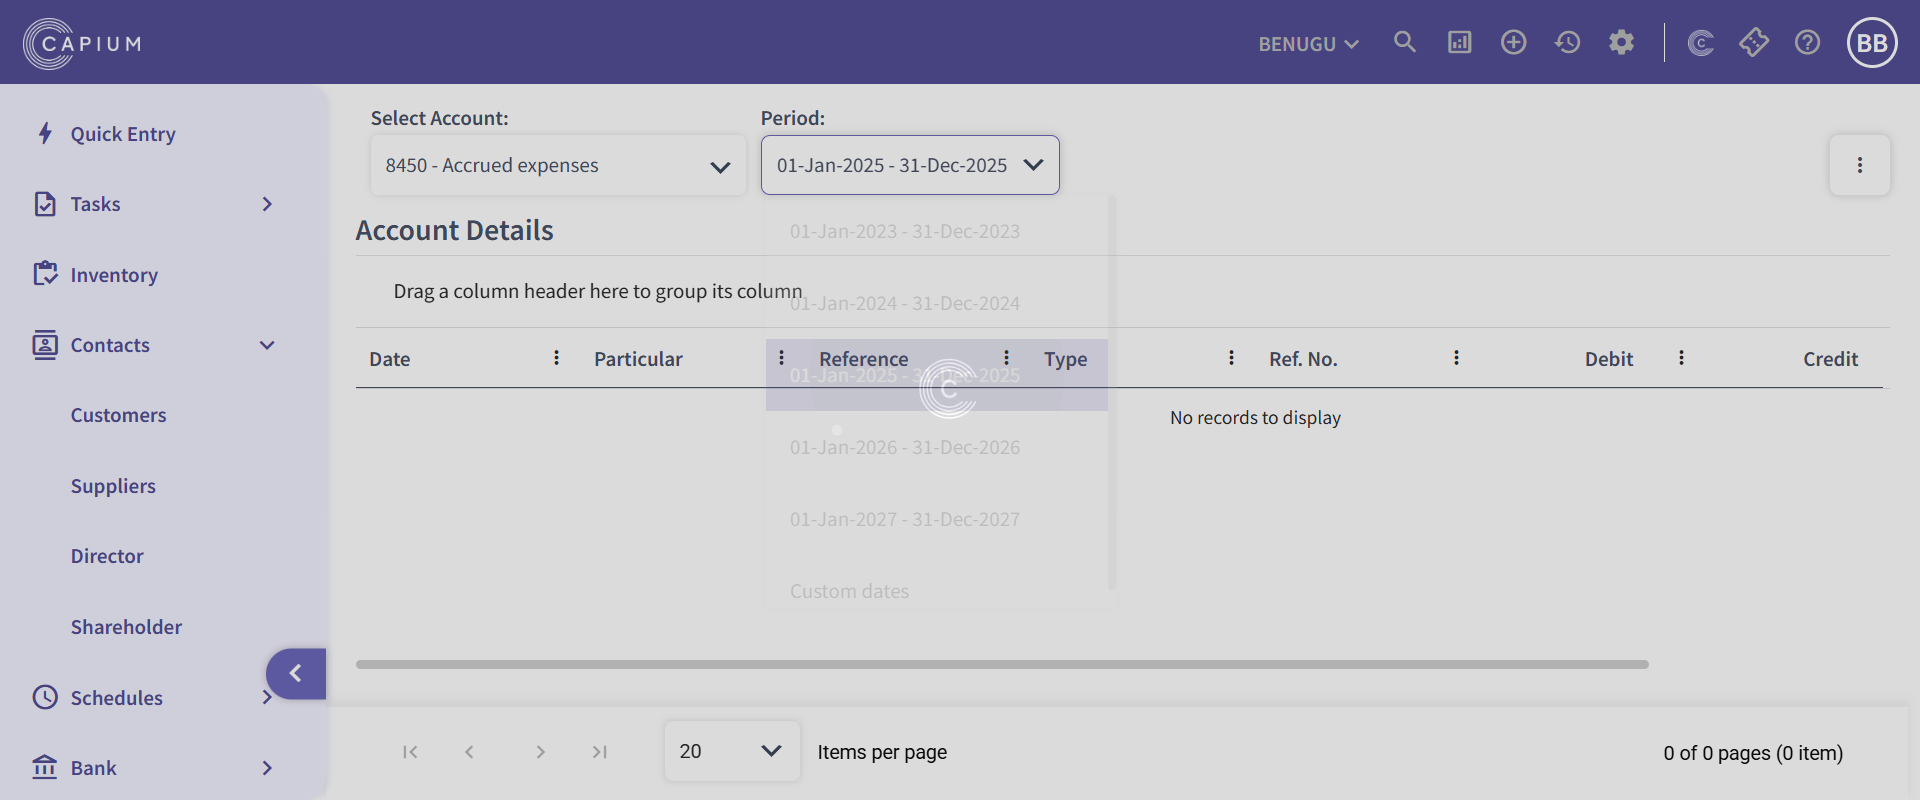 CAPIUM
BENUGU
BB
Quick Entry
Tasks
Inventory
Contacts
Customers
Suppliers
Director
Shareholder
Schedules
Bank
Select Account:
8450 - Accrued expenses
Period:
01-Jan-2025 - 31-Dec-2025
01-Jan-2023 - 31-Dec-2023
01-Jan-2024 - 31-Dec-2024
01-Jan-2025 - 31-Dec-2025
01-Jan-2026 - 31-Dec-2026
01-Jan-2027 - 31-Dec-2027
Custom dates
Account Details
Drag a column header here to group its column
Date Particular Reference Type Ref. No. Debit Credit
No records to display
20 Items per page
0 of 0 pages (0 item)